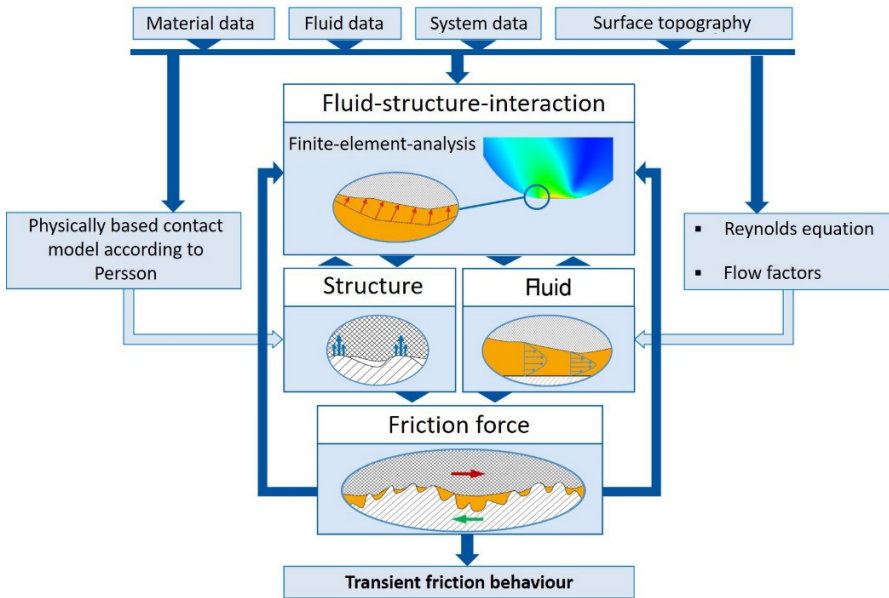 Material data
Fluid data
System data
Surface topography
Fluid-structure-interaction
Finite-element-analysis
Physically based contact
model according to
Persson
▪ Reynolds equation
▪ Flow factors
Structure
Fluid
Friction force
Transient friction behaviour